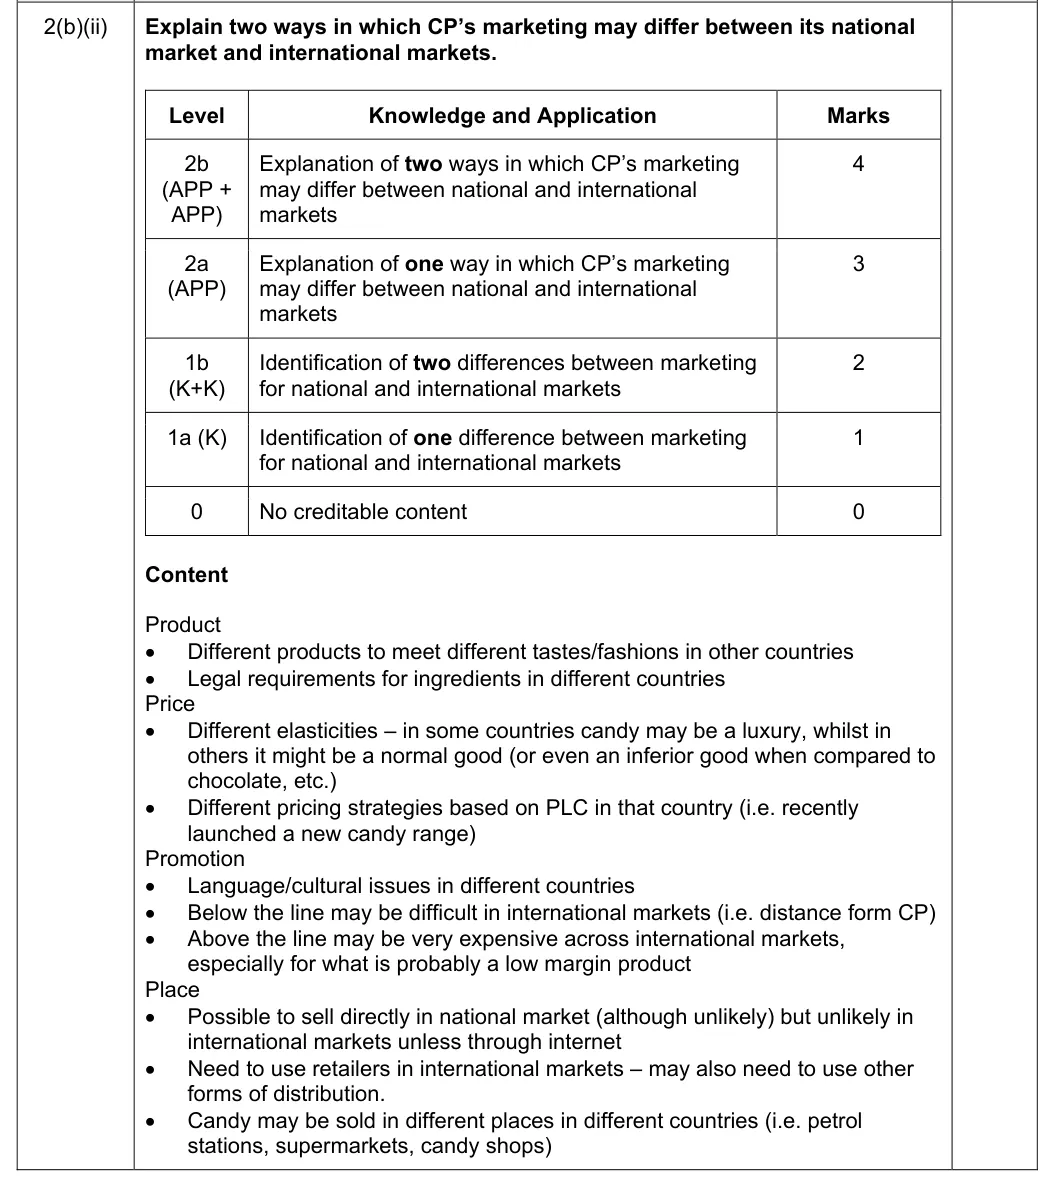 2(b)(ii)
Explain two ways in which CP's marketing may differ between its national
market and international markets.
Level Knowledge and Application Marks
2b
(APP +
APP)
Explanation of two ways in which CP's marketing
may differ between national and international
markets
4
2a
(APP)
Explanation of one way in which CP's marketing
may differ between national and international
markets
3
1b
(K+K)
Identification of two differences between marketing
for national and international markets
2
1a (K)
Identification of one difference between marketing
for national and international markets
1
0 No creditable content 0
Content
Product
• Different products to meet different tastes/fashions in other countries
• Legal requirements for ingredients in different countries
Price
• Different elasticities – in some countries candy may be a luxury, whilst in
others it might be a normal good (or even an inferior good when compared to
chocolate, etc.)
• Different pricing strategies based on PLC in that country (i.e. recently
launched a new candy range)
Promotion
• Language/cultural issues in different countries
• Below the line may be difficult in international markets (i.e. distance form CP)
• Above the line may be very expensive across international markets,
especially for what is probably a low margin product
Place
• Possible to sell directly in national market (although unlikely) but unlikely in
international markets unless through internet
• Need to use retailers in international markets – may also need to use other
forms of distribution.
• Candy may be sold in different places in different countries (i.e. petrol
stations, supermarkets, candy shops)